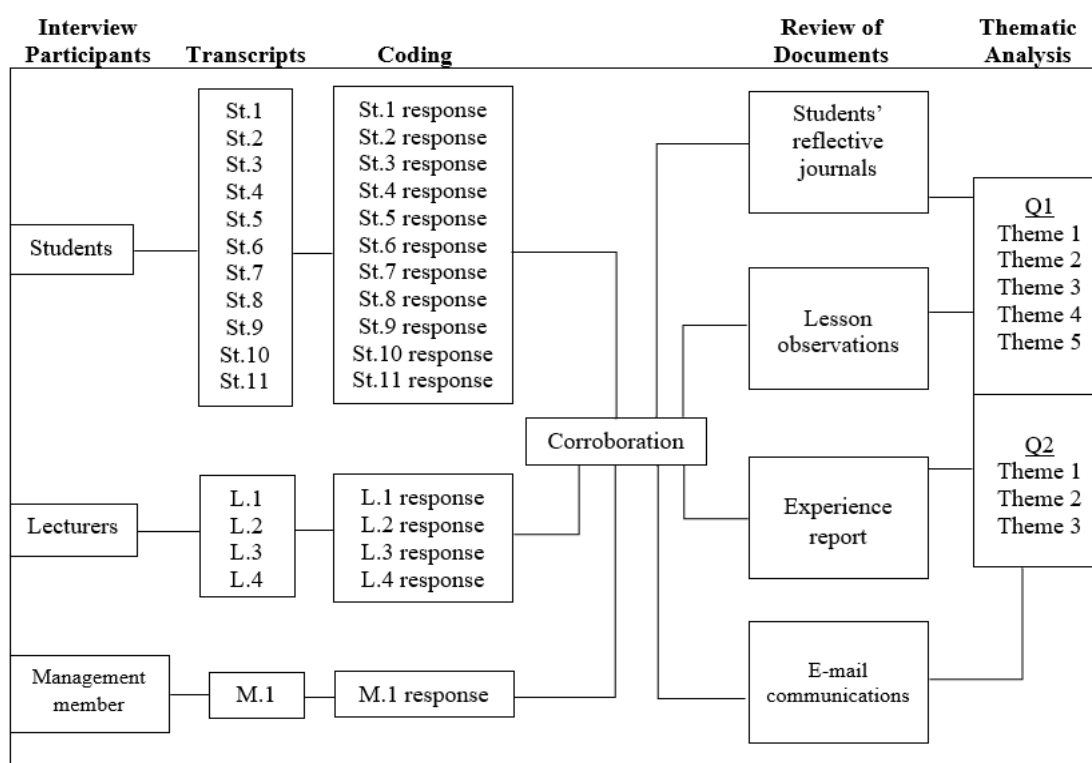 Interview
Participants
Transcripts
Coding
Review of
Documents
Thematic
Analysis
Students
St.1
St.2
St.3
St.4
St.5
St.6
St.7
St.8
St.9
St.10
St.11
St.1 response
St.2 response
St.3 response
St.4 response
St.5 response
St.6 response
St.7 response
St.8 response
St.9 response
St.10 response
St.11 response
Lecturers
L.1
L.2
L.3
L.4
L.1 response
L.2 response
L.3 response
L.4 response
Management
member
M.1
M.1 response
Corroboration
Students’
reflective
journals
Lesson
observations
Experience
report
E-mail
communications
Q1
Theme 1
Theme 2
Theme 3
Theme 4
Theme 5
Q2
Theme 1
Theme 2
Theme 3